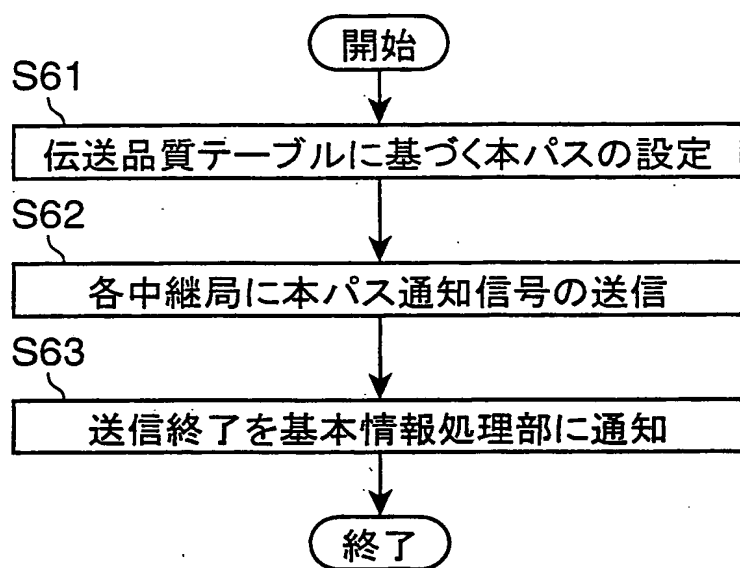 開始
S61
伝送品質テーブルに基づく本パスの設定
S62
各中継局に本パス通知信号の送信
S63
送信終了を基本情報処理部に通知
終了